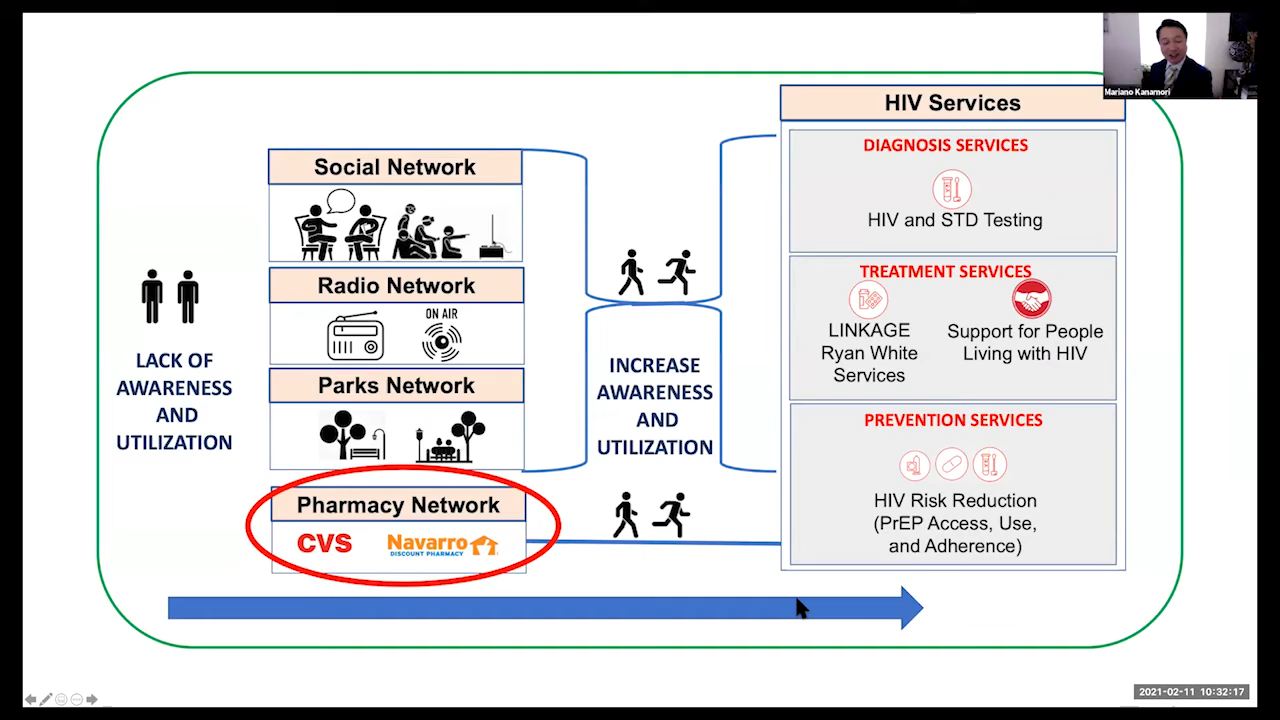 Mariano Kanamori
HIV Services
DIAGNOSIS SERVICES
HIV and STD Testing
TREATMENT SERVICES
LINKAGE
Ryan White
Services
Support for People
Living with HIV
PREVENTION SERVICES
HIV Risk Reduction
(PrEP Access, Use,
and Adherence)
Social Network
Radio Network
ON AIR
Parks Network
Pharmacy Network
CVS
Navarro
DISCOUNT PHARMACY
LACK OF
AWARENESS
AND
UTILIZATION
INCREASE
AWARENESS
AND
UTILIZATION
2021-02-11 10:32:17